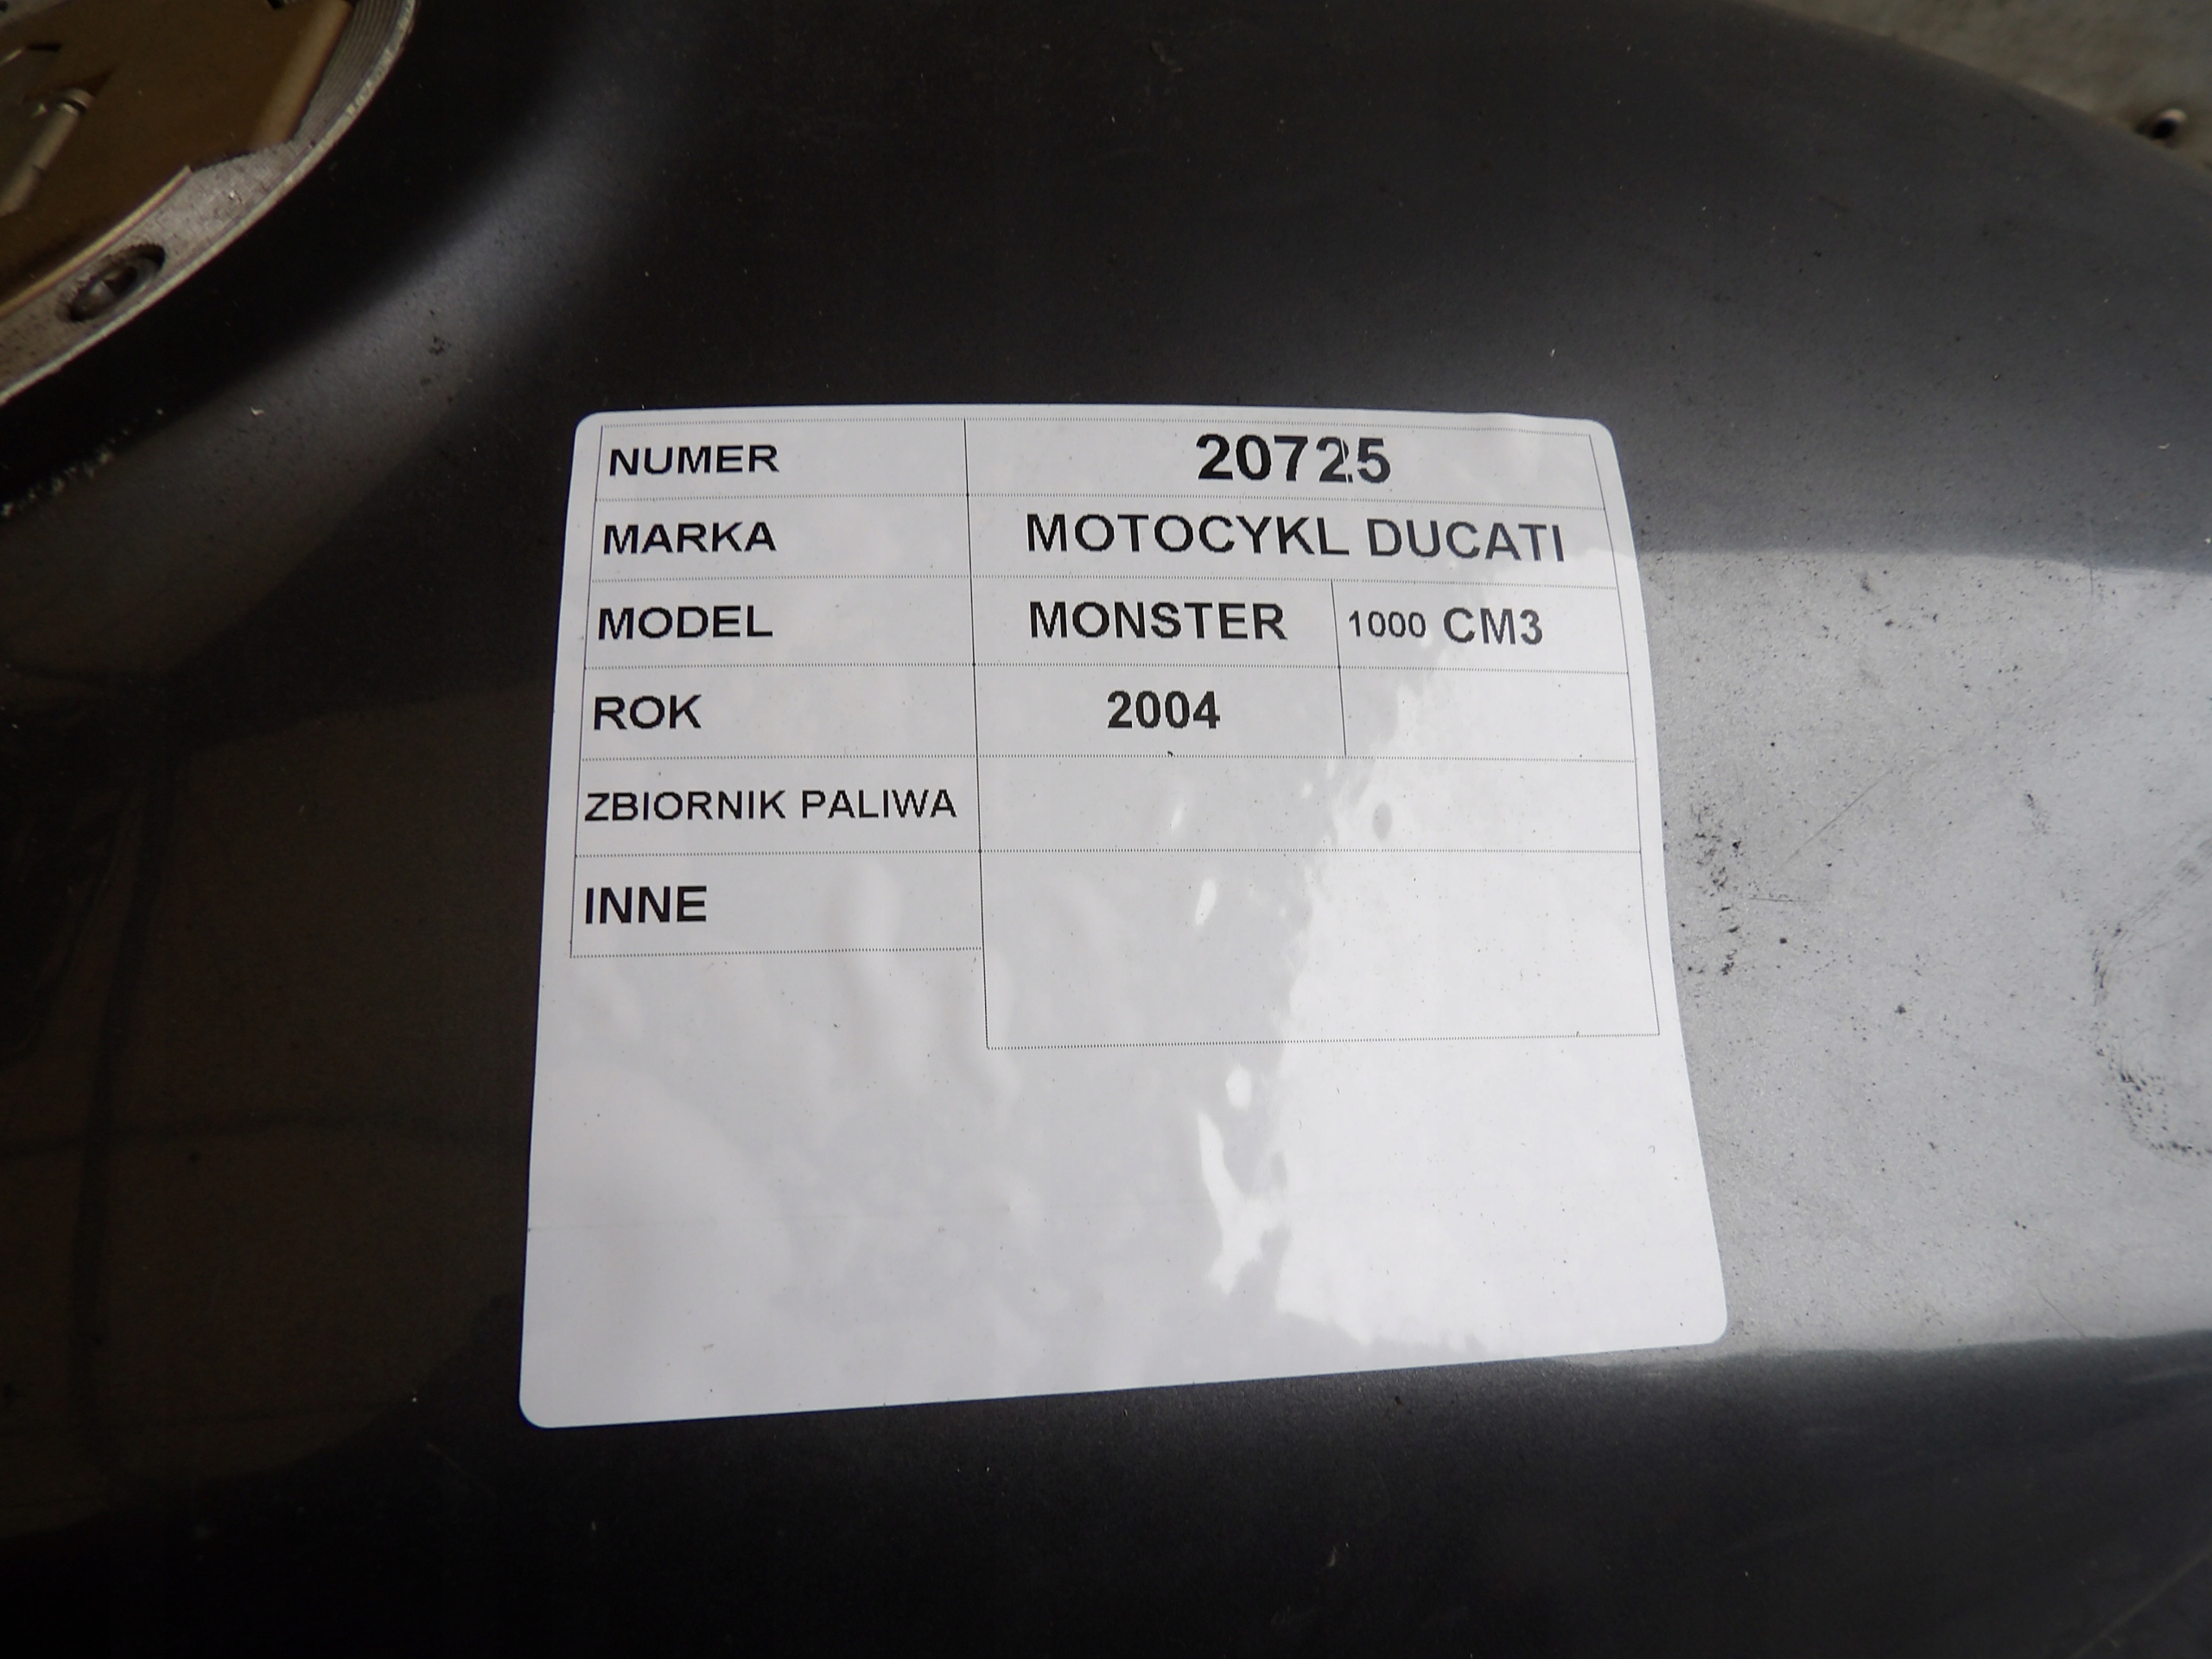 NUMER 20725
MARKA MOTOCYKL DUCATI
MODEL MONSTER 1000 CM3
ROK 2004
ZBIORNIK PALIWA
INNE